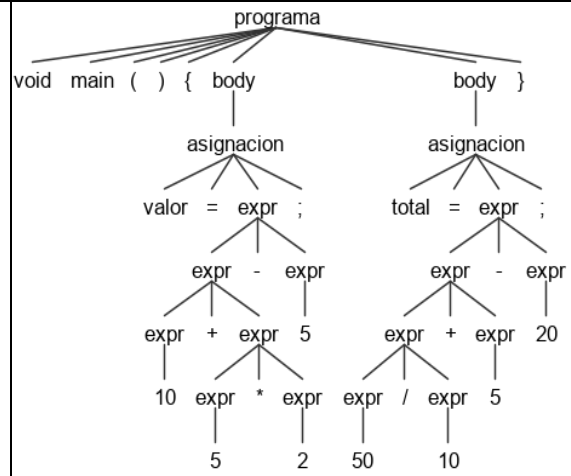 programa
void main ( ) { body body }
asignacion asignacion
valor = expr ; total = expr ;
expr - expr expr - expr
expr + expr 5 expr + expr 20
10 expr * expr expr / expr 5
5 2 50 10